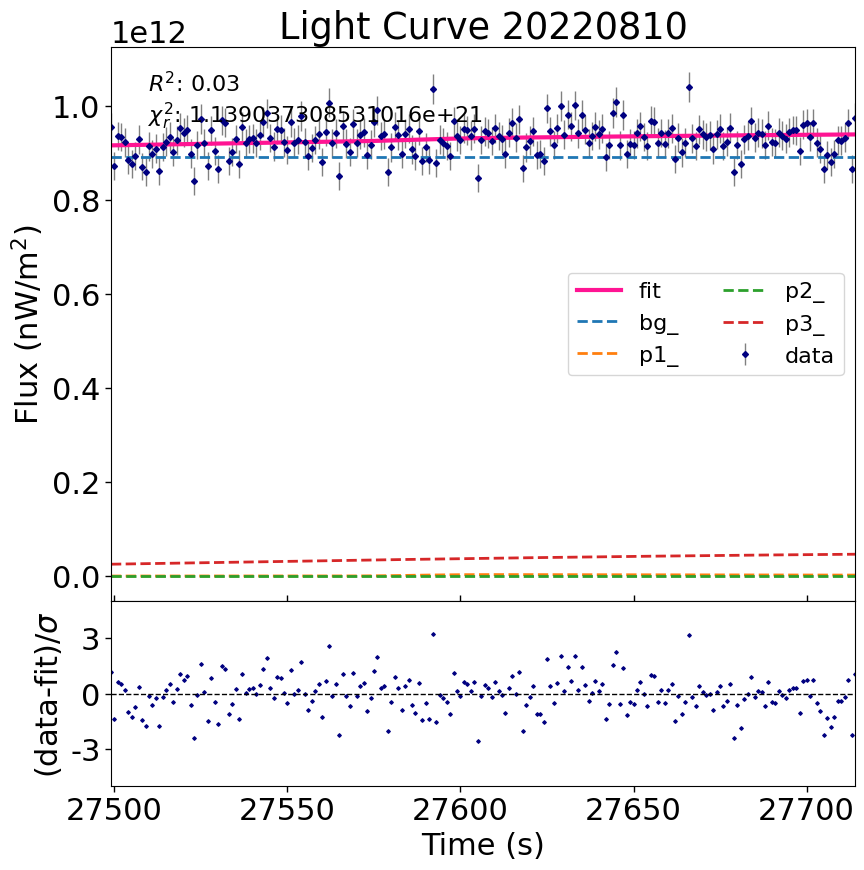 Light Curve 20220810
1e12
R²: 0.03
χ²: 1.1390373085310​16e+21
1.0
0.8
0.6
0.4
0.2
0.0
Flux (nW/m²)
fit
bg_
p1_
p2_
p3_
data
3
0
-3
(data-fit)/σ
27500
27550
27600
27650
27700
Time (s)